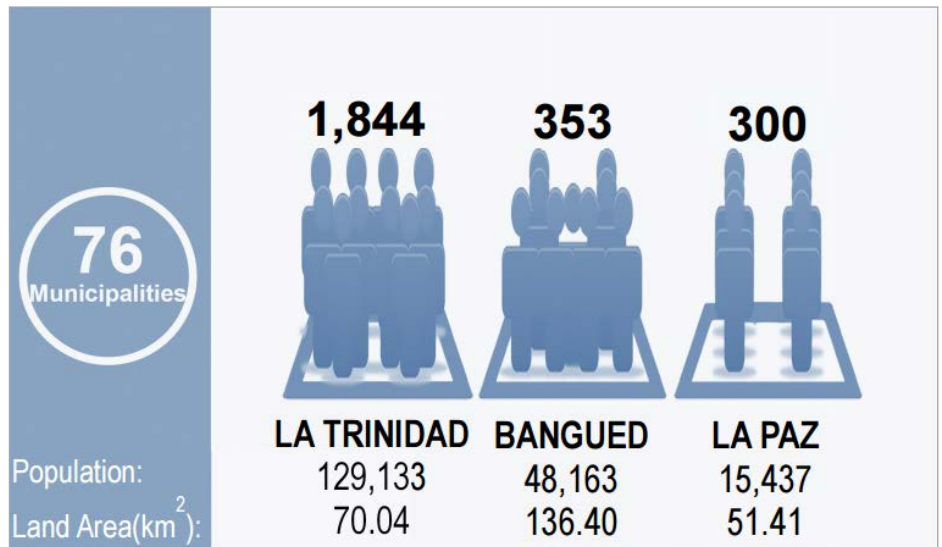 1,844 353 300
76
Municipalities
LA TRINIDAD BANGUED LA PAZ
Population: 129,133 48,163 15,437
Land Area(km²): 70.04 136.40 51.41